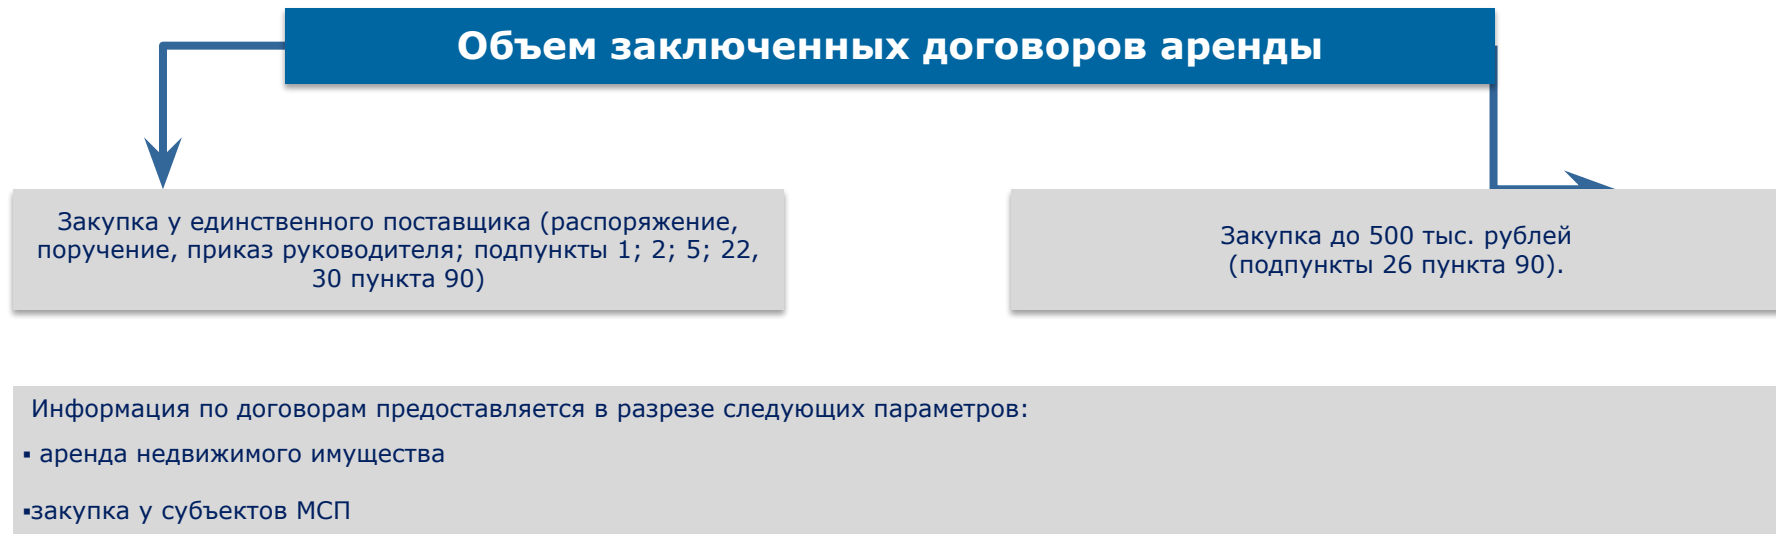 Объем заключенных договоров аренды
Закупка у единственного поставщика (распоряжение,
поручение, приказ руководителя; подпункты 1; 2; 5; 22,
30 пункта 90)
Закупка до 500 тыс. рублей
(подпункты 26 пункта 90).
Информация по договорам предоставляется в разрезе следующих параметров:
▪ аренда недвижимого имущества
▪закупка у субъектов МСП